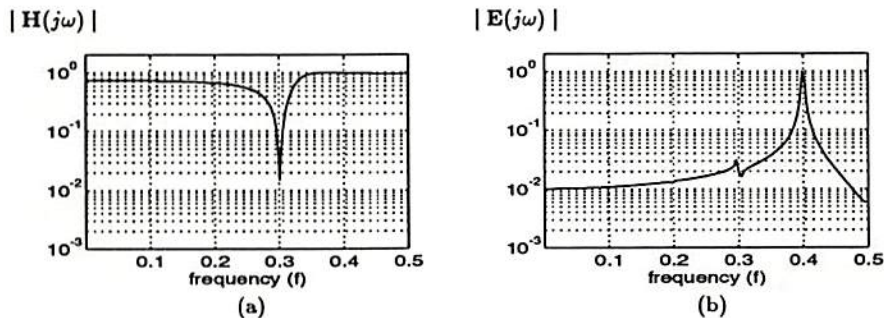 | H(jω) |
10⁰
10⁻¹
10⁻²
10⁻³
0.1 0.2 0.3 0.4 0.5
frequency (f)
(a)
| E(jω) |
10⁰
10⁻¹
10⁻²
10⁻³
0.1 0.2 0.3 0.4 0.5
frequency (f)
(b)